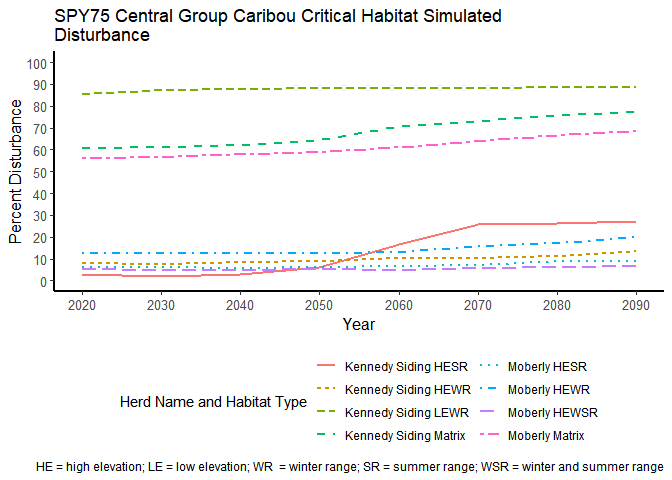 SPY75 Central Group Caribou Critical Habitat Simulated
Disturbance
Percent Disturbance
100
90
80
70
60
50
40
30
20
10
0
2020 2030 2040 2050 2060 2070 2080 2090
Year
Herd Name and Habitat Type
Kennedy Siding HESR
Kennedy Siding HEWR
Kennedy Siding LEWR
Kennedy Siding Matrix
Moberly HESR
Moberly HEWR
Moberly HEWSR
Moberly Matrix
HE = high elevation; LE = low elevation; WR  = winter range; SR = summer range; WSR = winter and summer range